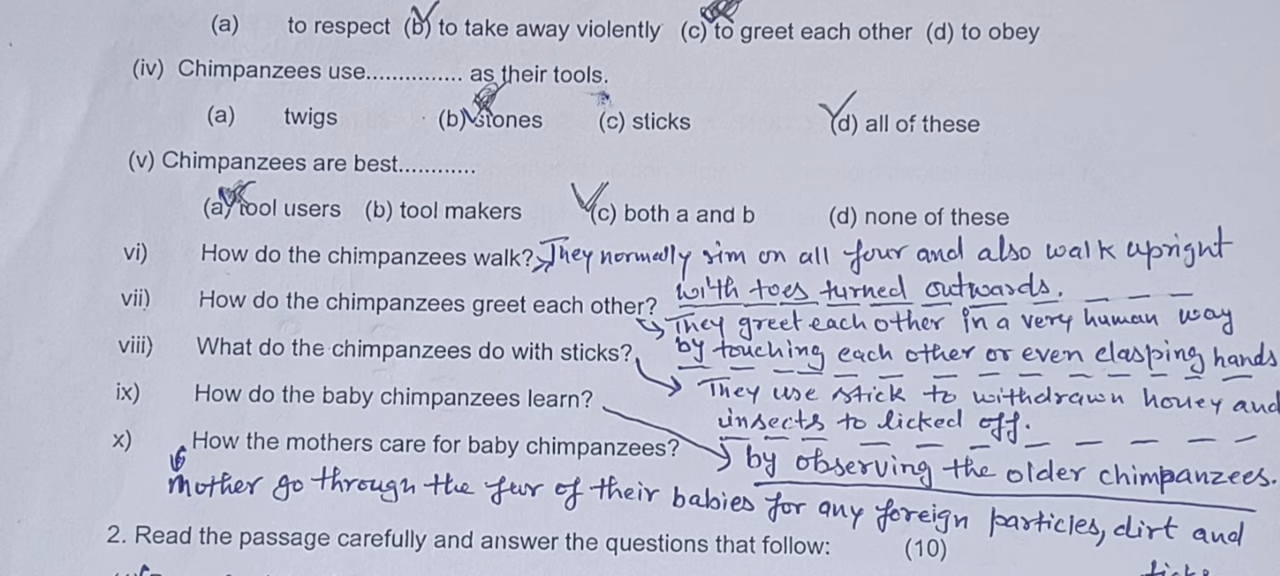 (a) to respect (b) to take away violently (c) to greet each other (d) to obey
(iv) Chimpanzees use............... as their tools.
(a) twigs (b) stones (c) sticks (d) all of these
(v) Chimpanzees are best............
(a) tool users (b) tool makers (c) both a and b (d) none of these
vi) How do the chimpanzees walk? They normally sim on all four and also walk upright
with toes turned outwards.
vii) How do the chimpanzees greet each other?
They greet each other in a very human way
by touching each other or even clasping hands
viii) What do the chimpanzees do with sticks?
They use stick to withdrawn honey and
insects to licked off.
ix) How do the baby chimpanzees learn?
by observing the older chimpanzees.
x) How the mothers care for baby chimpanzees?
Mother go through the fur of their babies for any foreign particles, dirt and
2. Read the passage carefully and answer the questions that follow: (10)